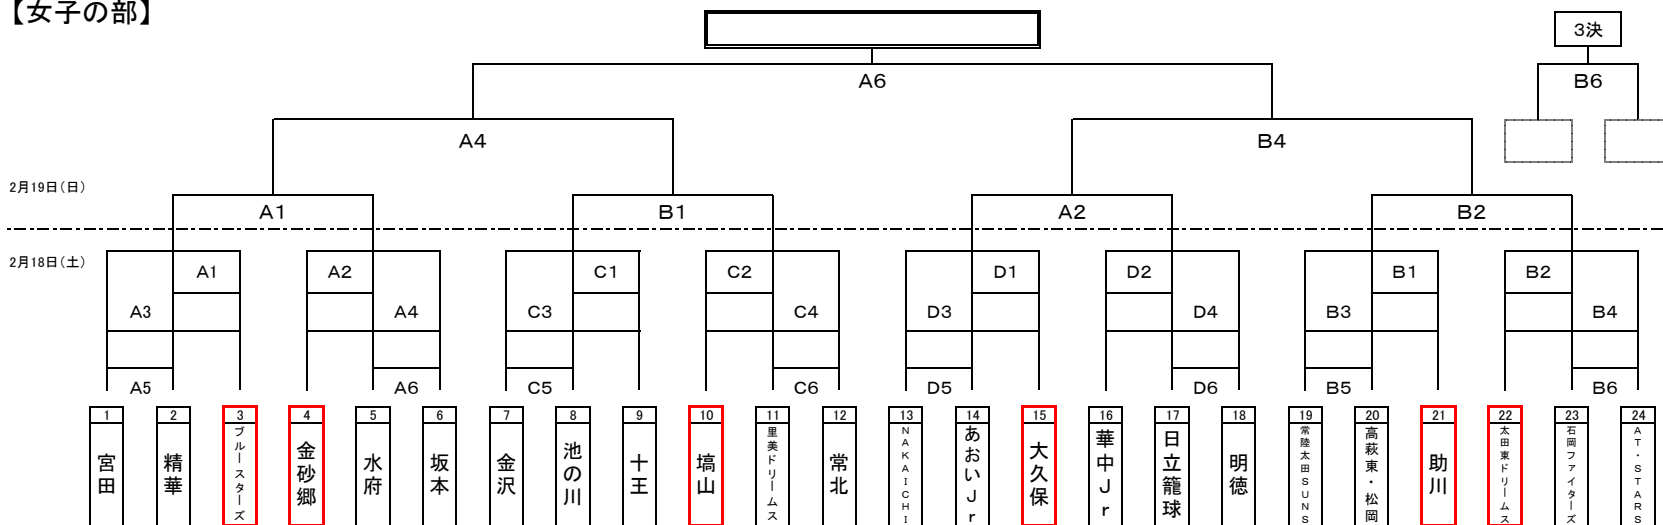 【女子の部】
3決
A6
B6
A4
B4
2月19日(日)
A1
B1
A2
B2
2月18日(土)
A1
A2
C1
C2
D1
D2
B1
B2
A3
A4
C3
C4
D3
D4
B3
B4
A5
A6
C5
C6
D5
D6
B5
B6
1
2
3
4
5
6
7
8
9
10
11
12
13
14
15
16
17
18
19
20
21
22
23
24
宮田
精華
ブルースターズ
金砂郷
水府
坂本
金沢
池の川
十王
塙山
里美ドリームス
常北
NAKAICHI
あおいJr
大久保
華中Jr
日立籠球
明徳
常陸太田SUNS
高萩東・松岡
助川
太田東ドリームス
石岡ファイターズ
AT・STARS